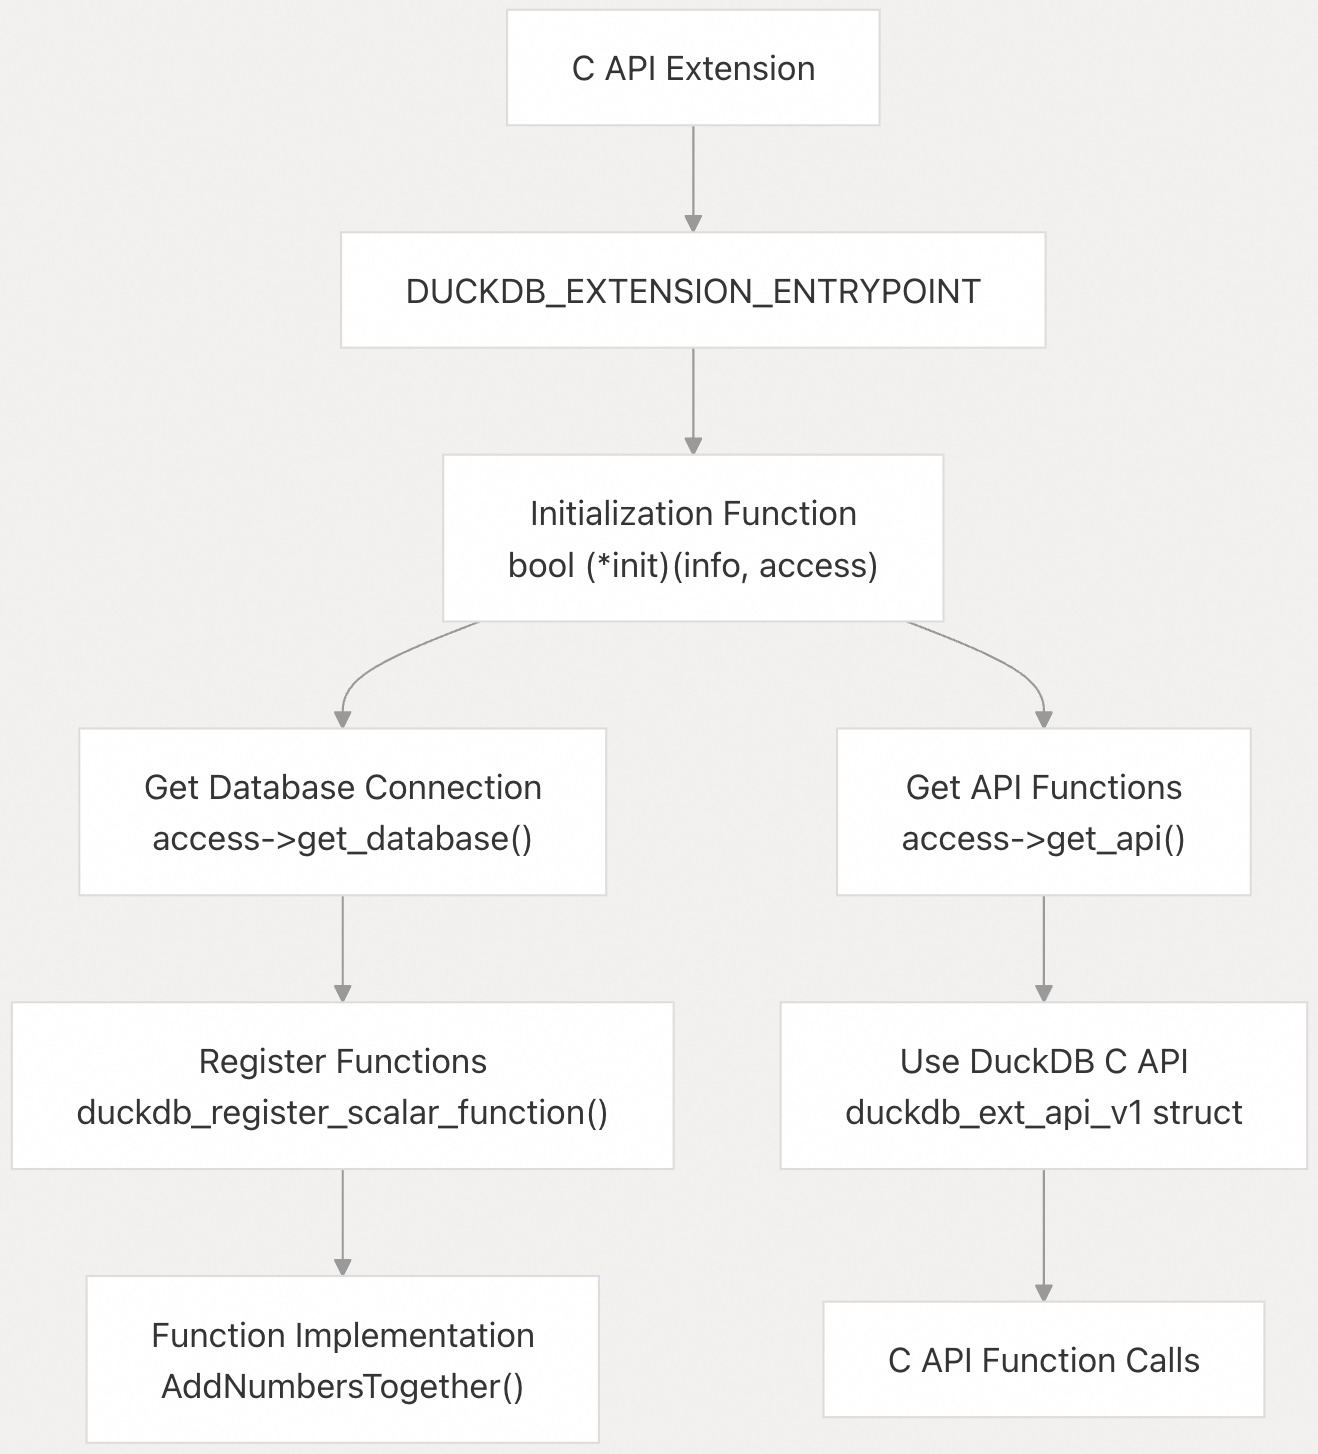 C API Extension
DUCKDB_EXTENSION_ENTRYPOINT
Initialization Function
bool (*init)(info, access)
Get Database Connection
access->get_database()
Get API Functions
access->get_api()
Register Functions
duckdb_register_scalar_function()
Use DuckDB C API
duckdb_ext_api_v1 struct
Function Implementation
AddNumbersTogether()
C API Function Calls